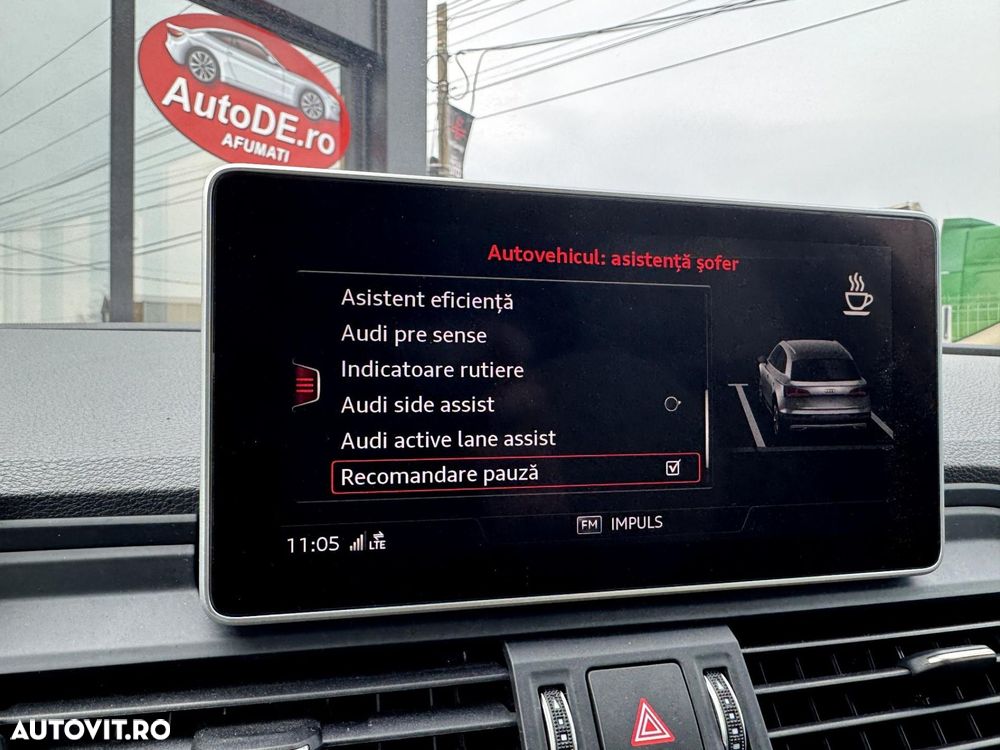 AutoDE.ro
AFUMATI
Autovehicul: asistență șofer
Asistent eficiență
Audi pre sense
Indicatoare rutiere
Audi side assist
Audi active lane assist
Recomandare pauză
FM IMPULS
11:05 LTE
AUTOVIT.RO